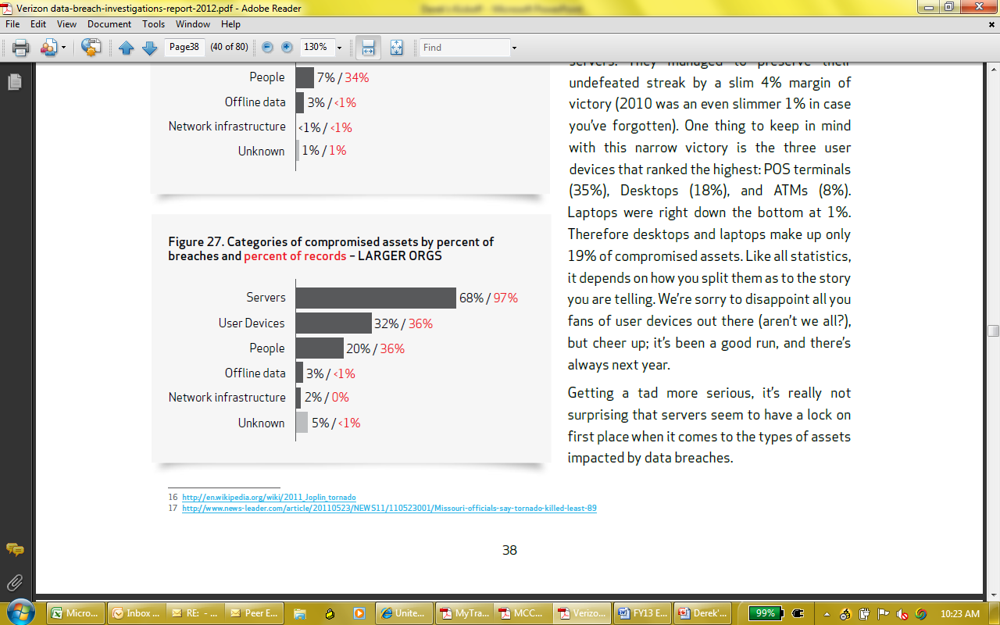 Verizon data-breach-investigations-report-2012.pdf - Adobe Reader
File Edit View Document Tools Window Help
Page38 (40 of 80) 130% Find
People 7% / 34%
Offline data 3% / <1%
Network infrastructure <1% / <1%
Unknown 1% / 1%
Figure 27. Categories of compromised assets by percent of
breaches and percent of records – LARGER ORGS
Servers 68% / 97%
User Devices 32% / 36%
People 20% / 36%
Offline data 3% / <1%
Network infrastructure 2% / 0%
Unknown 5% / <1%
servers. They managed to preserve their
undefeated streak by a slim 4% margin of
victory (2010 was an even slimmer 1% in case
you’ve forgotten). One thing to keep in mind
with this narrow victory is the three user
devices that ranked the highest: POS terminals
(35%), Desktops (18%), and ATMs (8%).
Laptops were right down the bottom at 1%.
Therefore desktops and laptops make up only
19% of compromised assets. Like all statistics,
it depends on how you split them as to the story
you are telling. We’re sorry to disappoint all you
fans of user devices out there (aren’t we all?),
but cheer up; it’s been a good run, and there’s
always next year.
Getting a tad more serious, it’s really not
surprising that servers seem to have a lock on
first place when it comes to the types of assets
impacted by data breaches.
16 http://en.wikipedia.org/wiki/2011_Joplin_tornado
17 http://www.news-leader.com/article/20110523/NEWS11/110523001/Missouri-officials-say-tornado-killed-least-89
38
Micro... Inbox ... RE: - ... Peer E... Unite... MyTra... MCC... Verizo... FY13 E... Derek'... 99% 10:23 AM